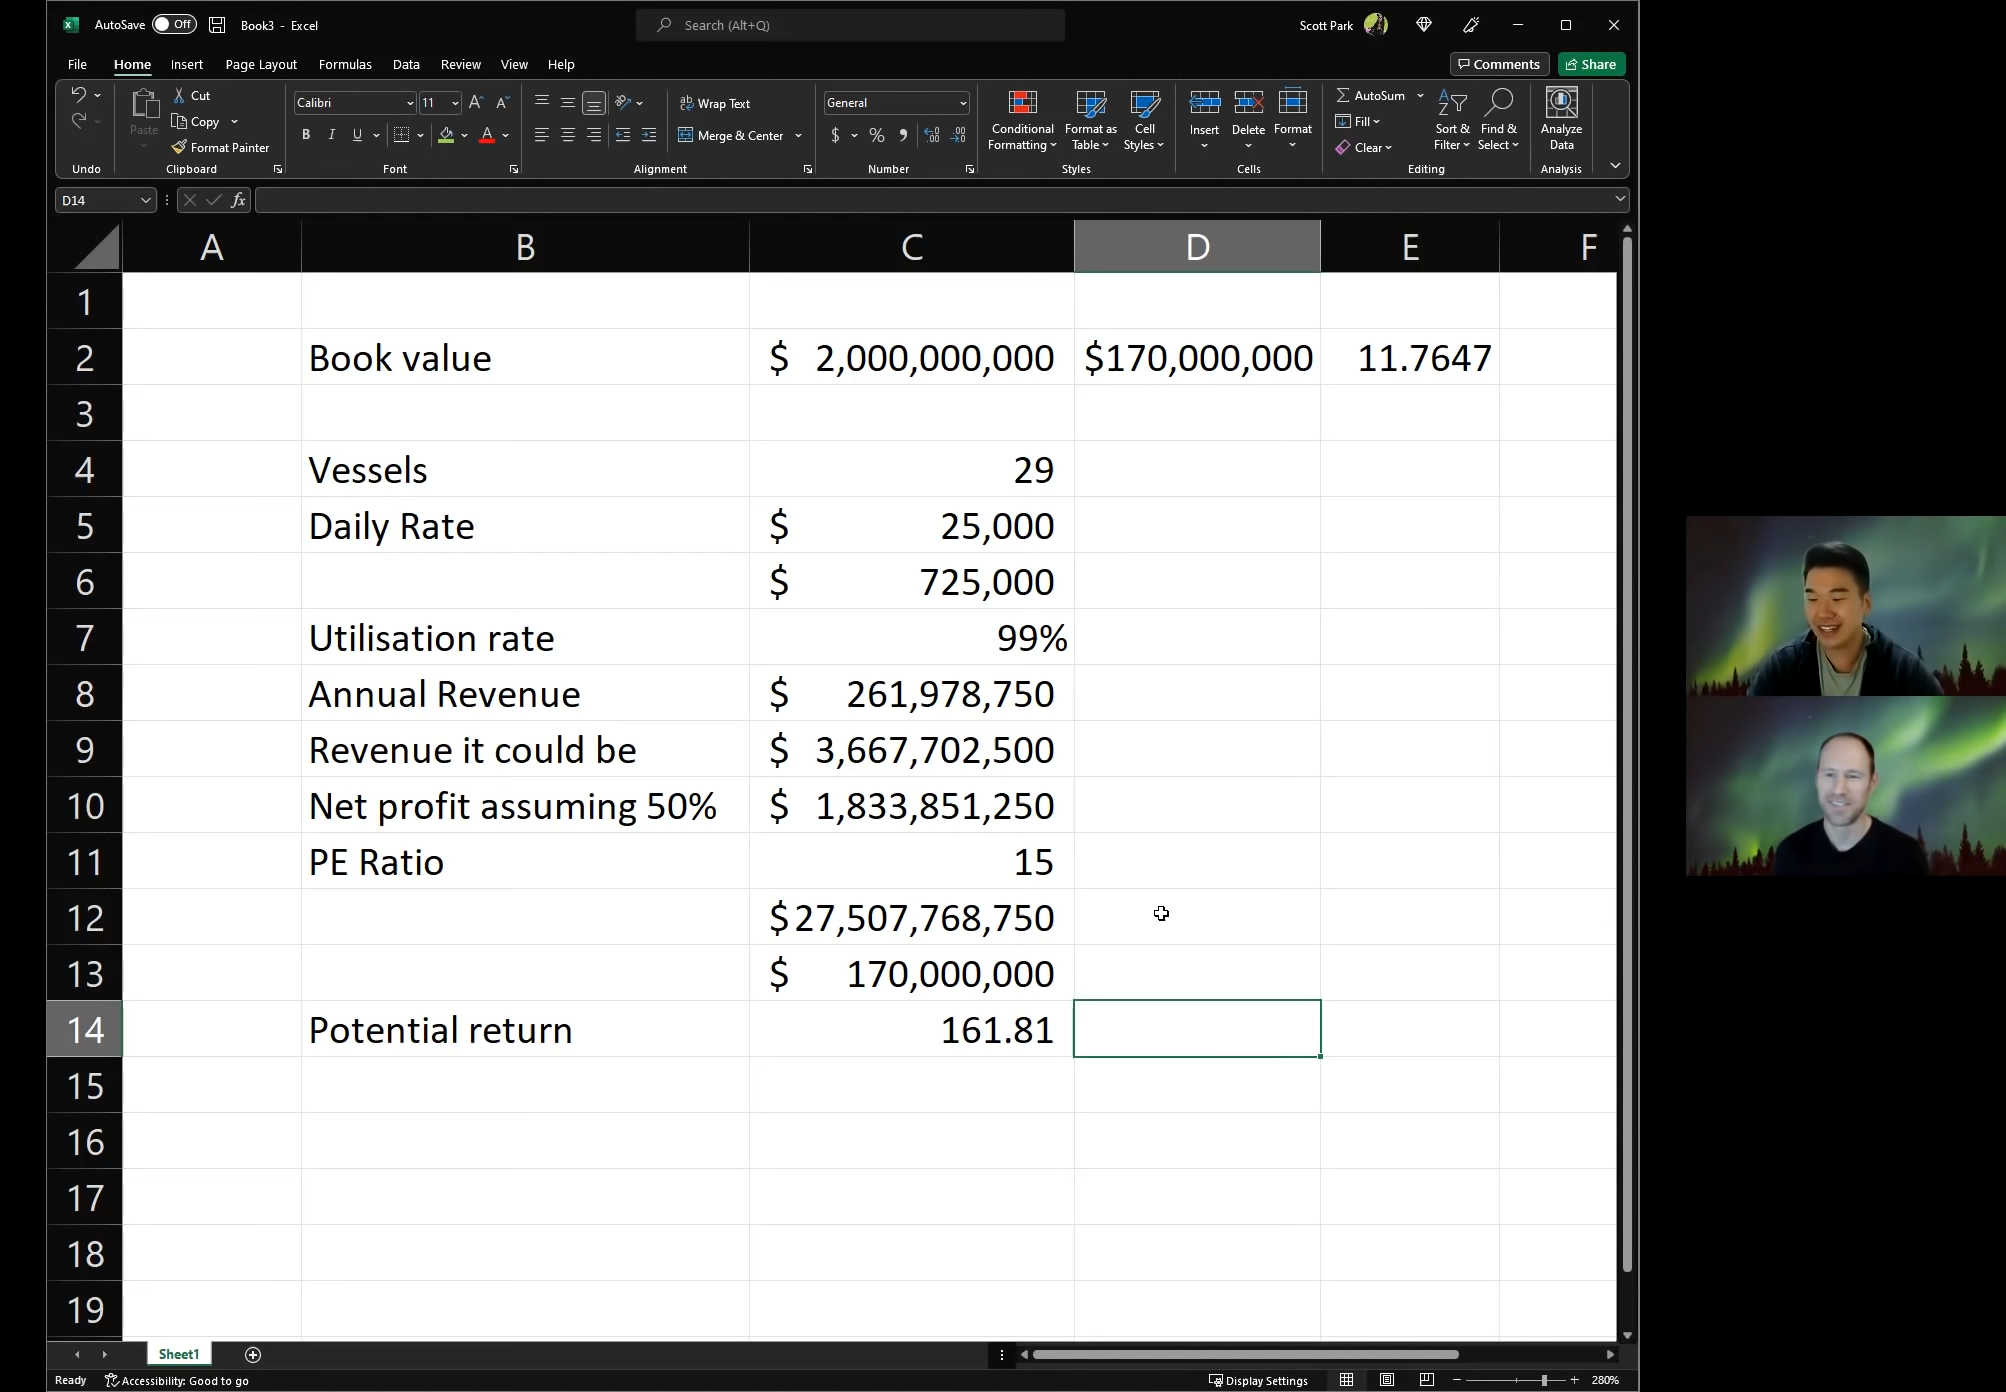 AutoSave Off Book3 - Excel Search (Alt+Q) Scott Park
File Home Insert Page Layout Formulas Data Review View Help Comments Share
Undo
Paste Cut Copy Format Painter
Clipboard
Calibri 11 A A
B I U A
Font
Wrap Text
Merge & Center
Alignment
General
$ % , .00
Number
Conditional Formatting
Format as Table
Cell Styles
Styles
Insert Delete Format
Cells
AutoSum
Fill
Clear
Sort & Filter
Find & Select
Editing
Analyze Data
Analysis
D14 fx
A B C D E F
1
2 Book value $ 2,000,000,000 $170,000,000 11.7647
3
4 Vessels 29
5 Daily Rate $ 25,000
6 $ 725,000
7 Utilisation rate 99%
8 Annual Revenue $ 261,978,750
9 Revenue it could be $ 3,667,702,500
10 Net profit assuming 50% $ 1,833,851,250
11 PE Ratio 15
12 $27,507,768,750
13 $ 170,000,000
14 Potential return 161.81
15
16
17
18
19
Sheet1
Ready Accessibility: Good to go Display Settings 280%